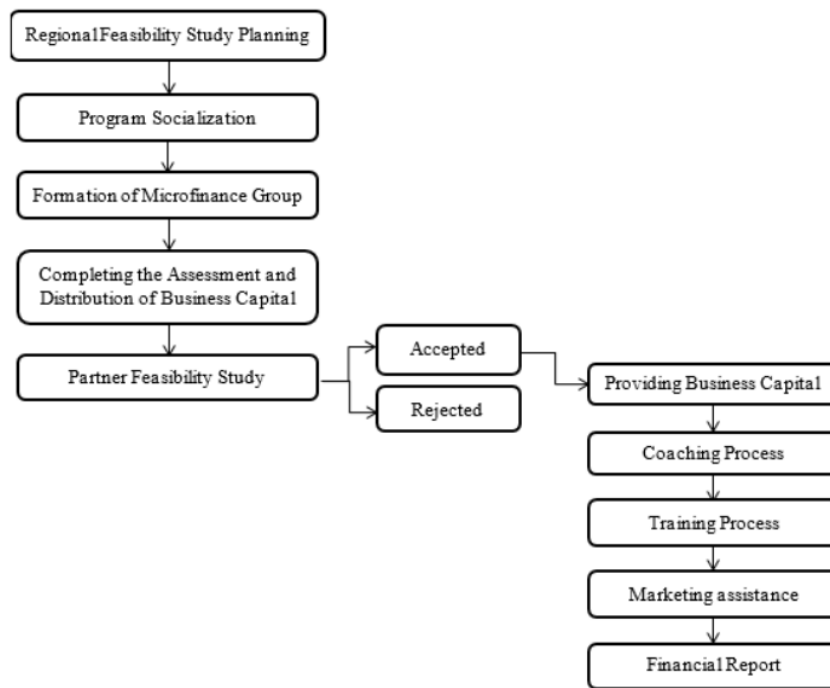 Regional Feasibility Study Planning
Program Socialization
Formation of Microfinance Group
Completing the Assessment and
Distribution of Business Capital
Partner Feasibility Study
Accepted
Rejected
Providing Business Capital
Coaching Process
Training Process
Marketing assistance
Financial Report